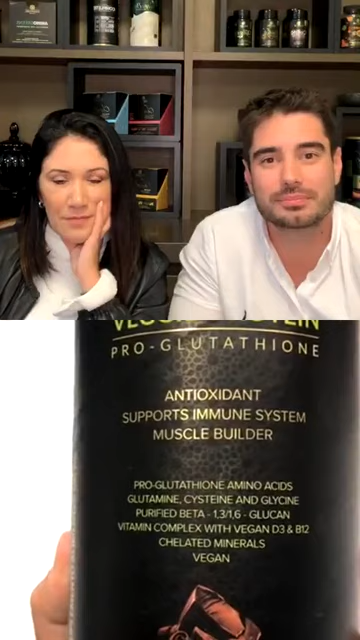 PRO-GLUTATHIONE
ANTIOXIDANT
SUPPORTS IMMUNE SYSTEM
MUSCLE BUILDER
PRO-GLUTATHIONE AMINO ACIDS
GLUTAMINE, CYSTEINE AND GLYCINE
PURIFIED BETA - 1,3/1,6 - GLUCAN
VITAMIN COMPLEX WITH VEGAN D3 & B12
CHELATED MINERALS
VEGAN